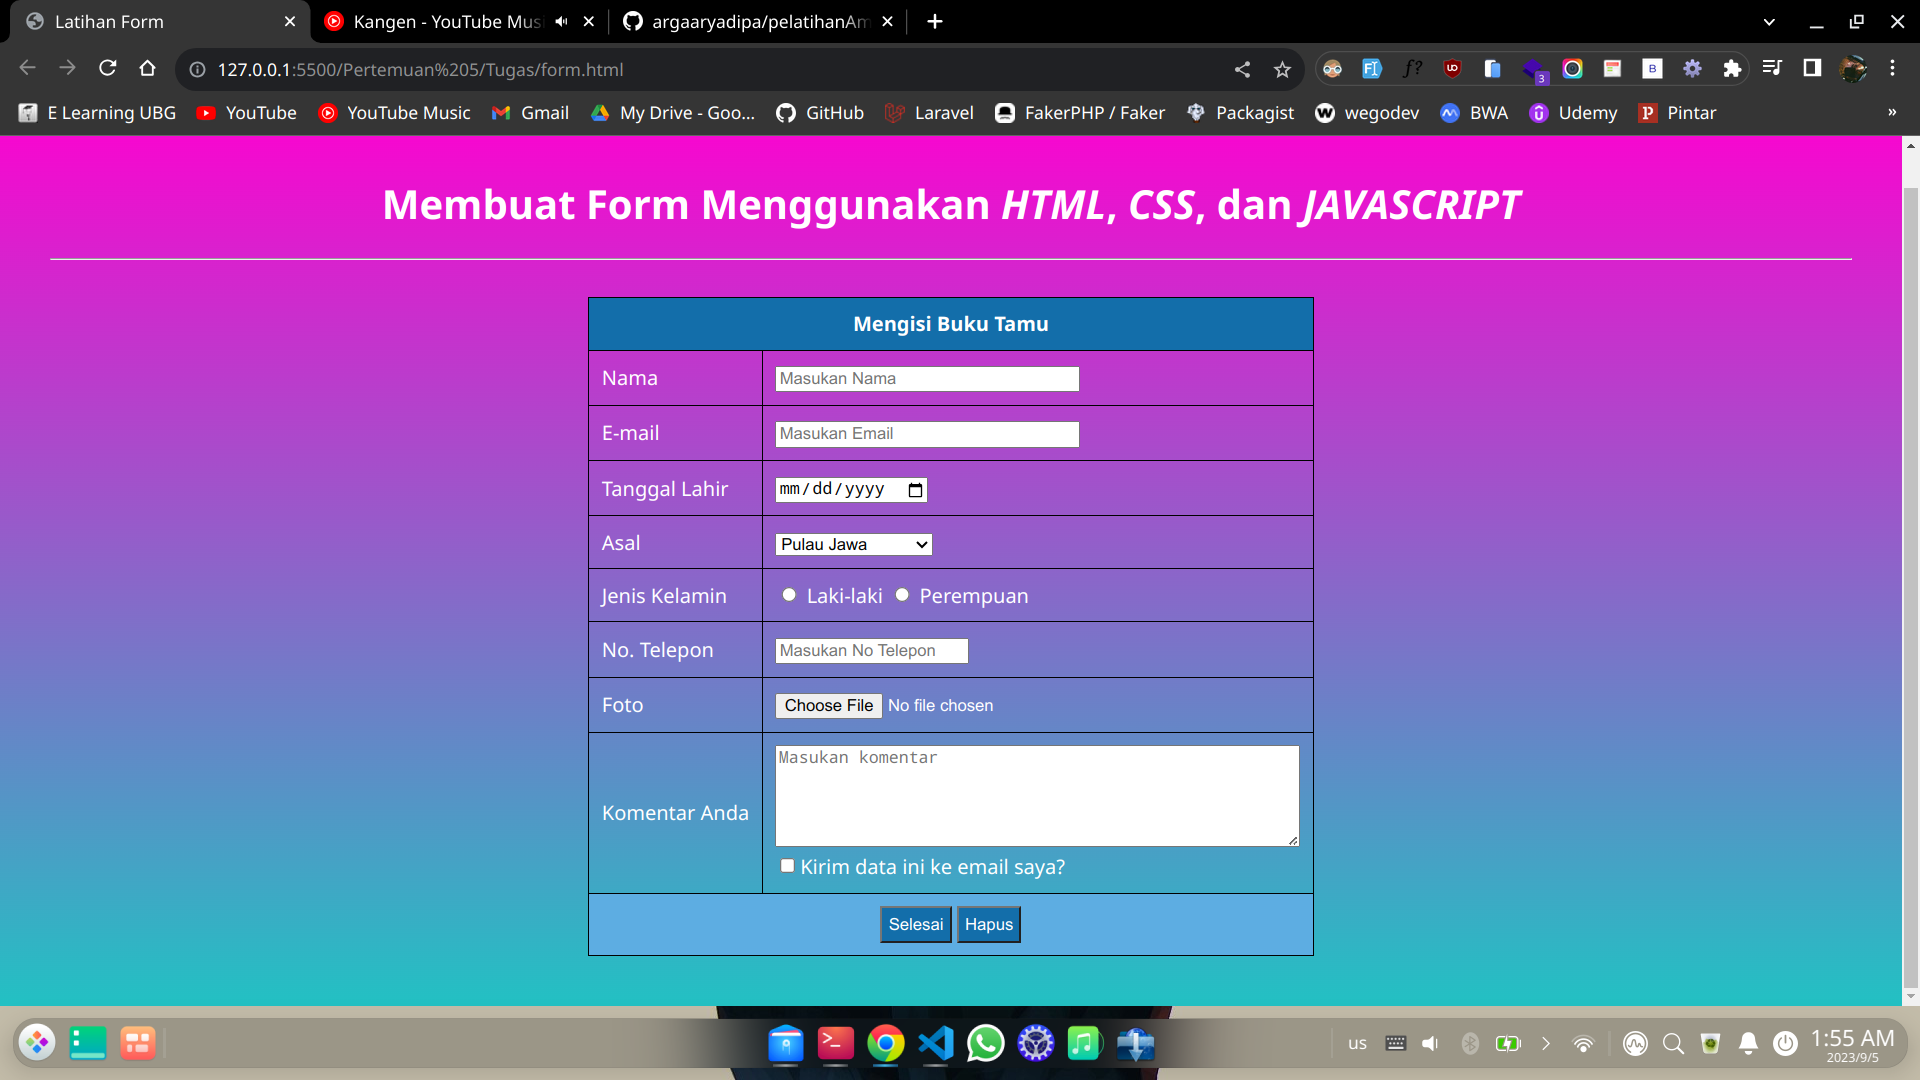 Latihan Form
Kangen - YouTube Mus
argaaryadipa/pelatihanAm
127.0.0.1:5500/Pertemuan%205/Tugas/form.html
3
E Learning UBG
YouTube
YouTube Music
Gmail
My Drive - Goo...
GitHub
Laravel
FakerPHP / Faker
Packagist
wegodev
BWA
Udemy
Pintar
»
Membuat Form Menggunakan HTML, CSS, dan JAVASCRIPT
Mengisi Buku Tamu
Nama
Masukan Nama
E-mail
Masukan Email
Tanggal Lahir
mm/dd/yyyy
Asal
Pulau Jawa
Jenis Kelamin
Laki-laki
Perempuan
No. Telepon
Masukan No Telepon
Foto
Choose File No file chosen
Komentar Anda
Masukan komentar
Kirim data ini ke email saya?
Selesai
Hapus
us
1:55 AM
2023/9/5